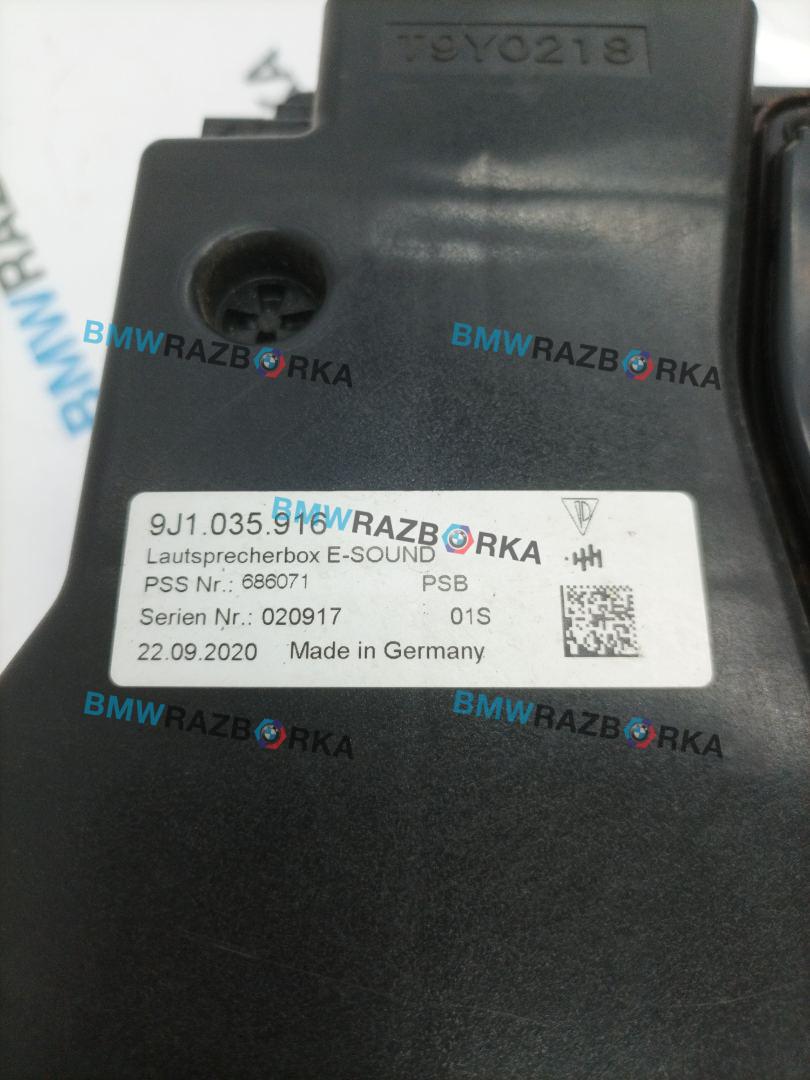 T9Y0218
BMWRAZBORKA
BMWRAZBORKA
BMWRAZBORKA
9J1.035.916
BMWRAZBORKA
Lautsprecherbox E-SOUND
PSS Nr.: 686071 PSB
Serien Nr.: 020917 01S
22.09.2020 Made in Germany
BMWRAZBORKA
BMWRAZBORKA